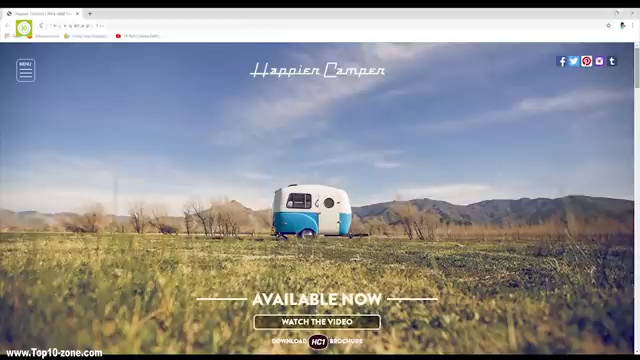 MENU
Happier Camper
AVAILABLE NOW
WATCH THE VIDEO
DOWNLOAD HC1 BROCHURE
www.Top10-zone.com